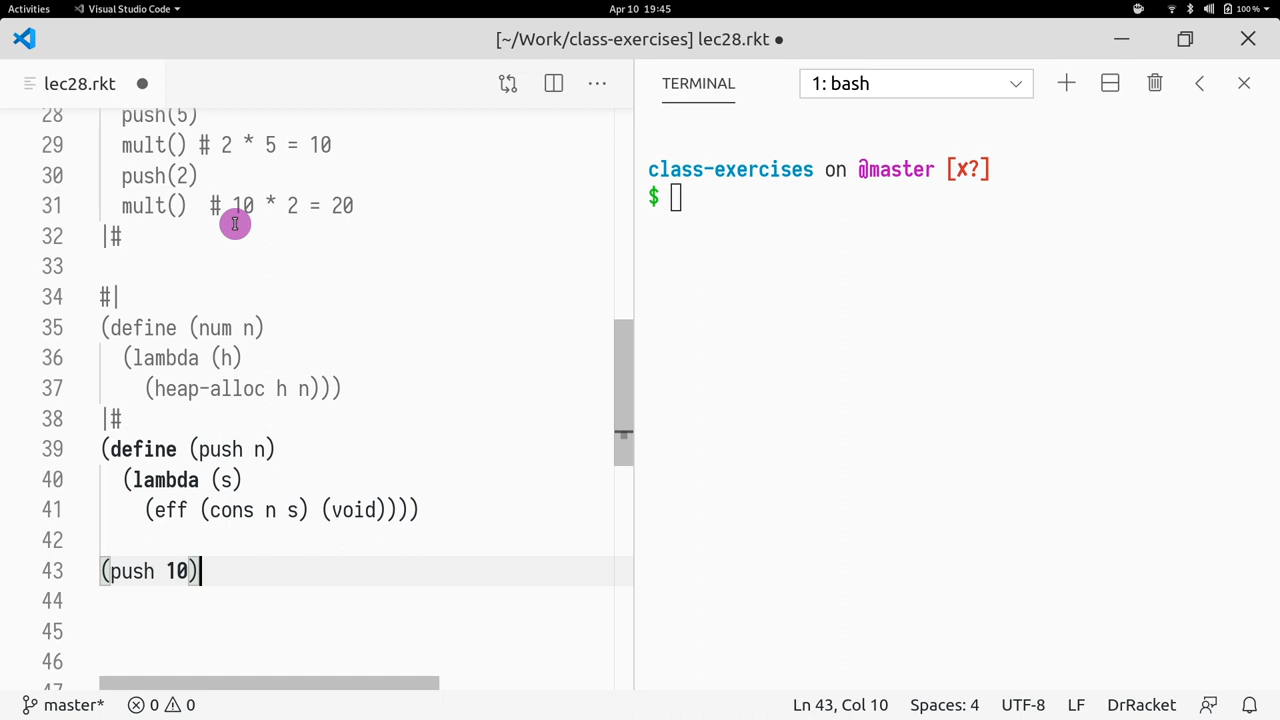 Activities
Visual Studio Code
Apr 10 19:45
100 %
[~/Work/class-exercises] lec28.rkt ●
lec28.rkt ●
TERMINAL
1: bash
28 push(5)
29 mult() # 2 * 5 = 10
30 push(2)
31 mult()  # 10 * 2 = 20
32 |#
33
34 #|
35 (define (num n)
36 (lambda (h)
37 (heap-alloc h n)))
38 |#
39 (define (push n)
40 (lambda (s)
41 (eff (cons n s) (void))))
42
43 (push 10)
44
45
46
47
class-exercises on @master [x?]
$
master*
0
0
Ln 43, Col 10
Spaces: 4
UTF-8
LF
DrRacket